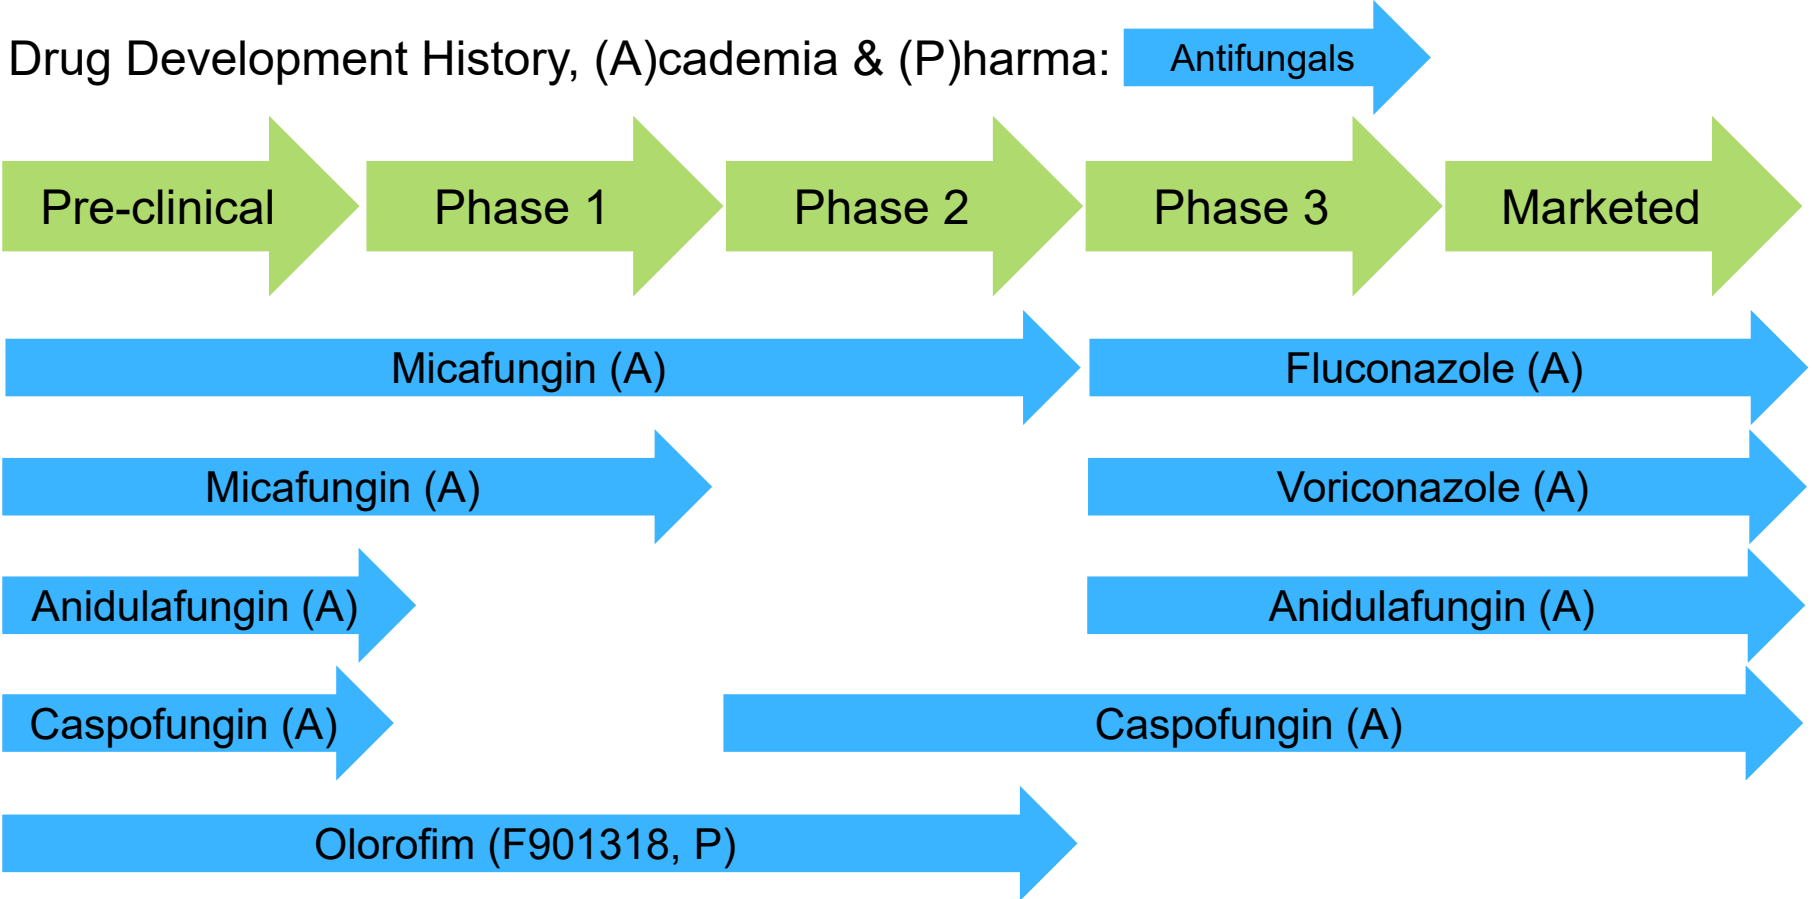 Drug Development History, (A)cademia & (P)harma: Antifungals
Pre-clinical Phase 1 Phase 2 Phase 3 Marketed
Micafungin (A) Fluconazole (A)
Micafungin (A) Voriconazole (A)
Anidulafungin (A) Anidulafungin (A)
Caspofungin (A) Caspofungin (A)
Olorofim (F901318, P)